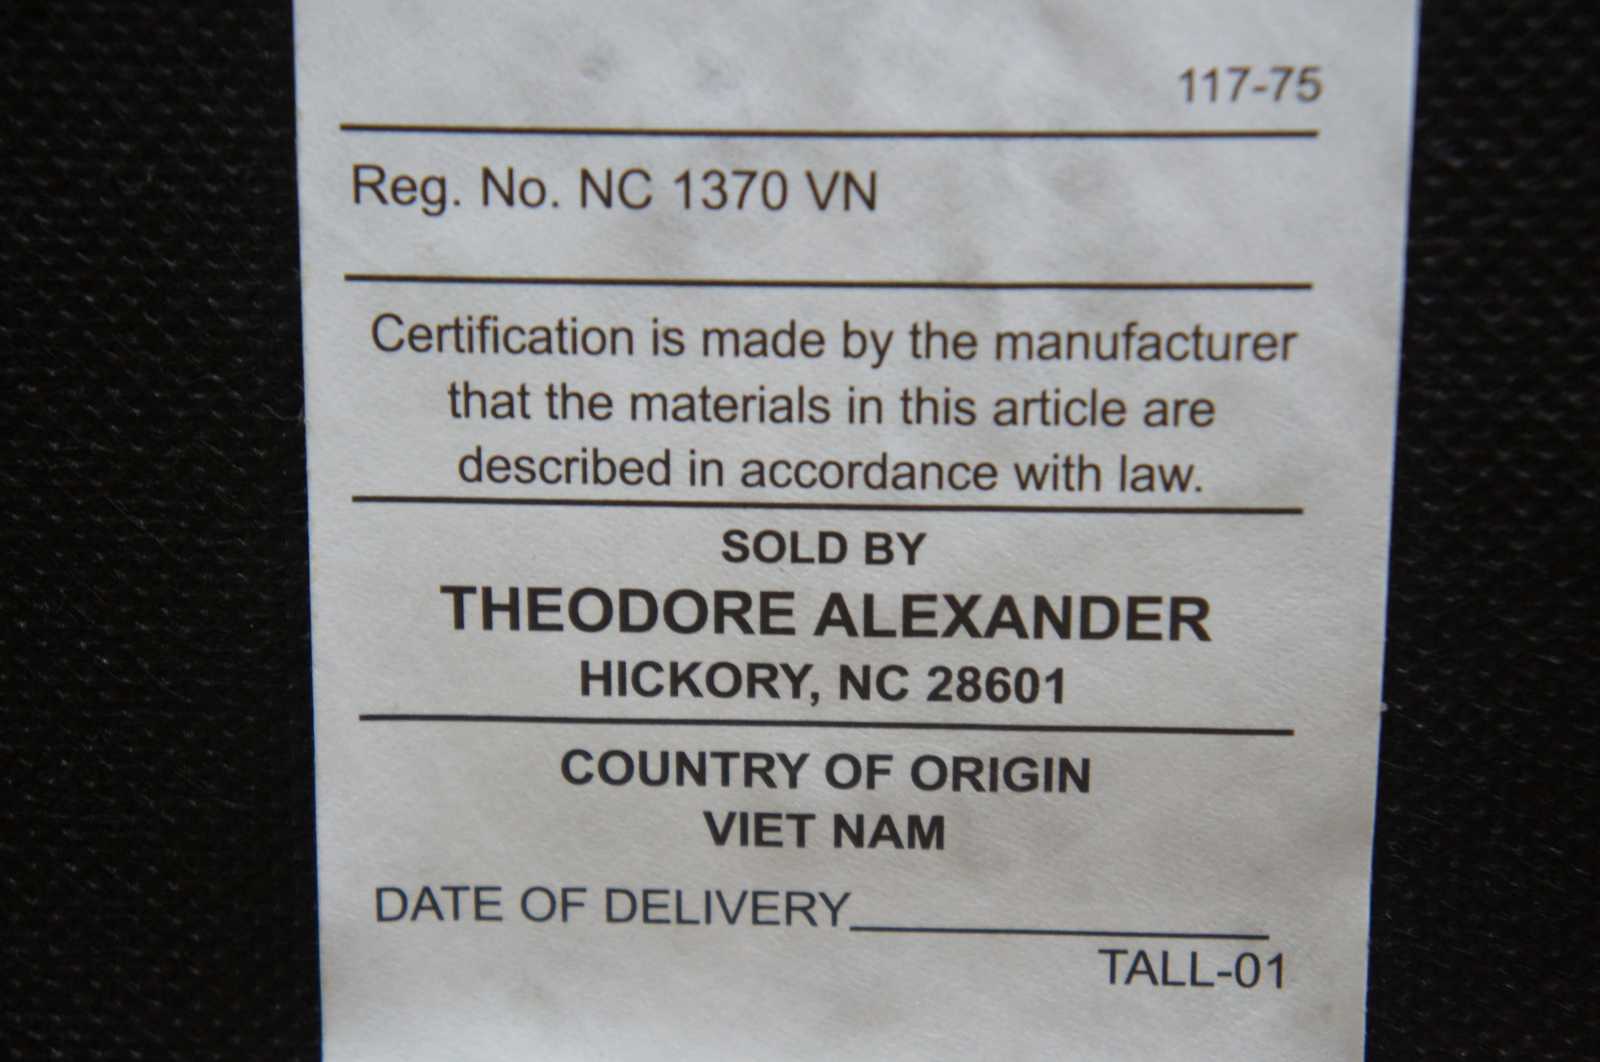 117-75
Reg. No. NC 1370 VN
Certification is made by the manufacturer
that the materials in this article are
described in accordance with law.
SOLD BY
THEODORE ALEXANDER
HICKORY, NC 28601
COUNTRY OF ORIGIN
VIET NAM
DATE OF DELIVERY
TALL-01